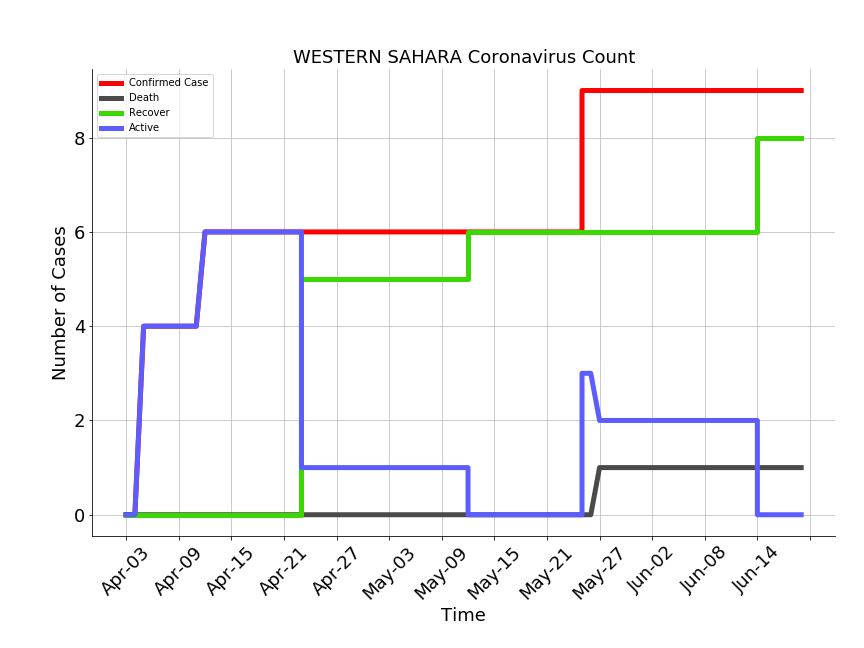 WESTERN SAHARA Coronavirus Count
Confirmed Case
Death
Recover
Active
Number of Cases
8
6
4
2
0
Apr-03
Apr-09
Apr-15
Apr-21
Apr-27
May-03
May-09
May-15
May-21
May-27
Jun-02
Jun-08
Jun-14
Time